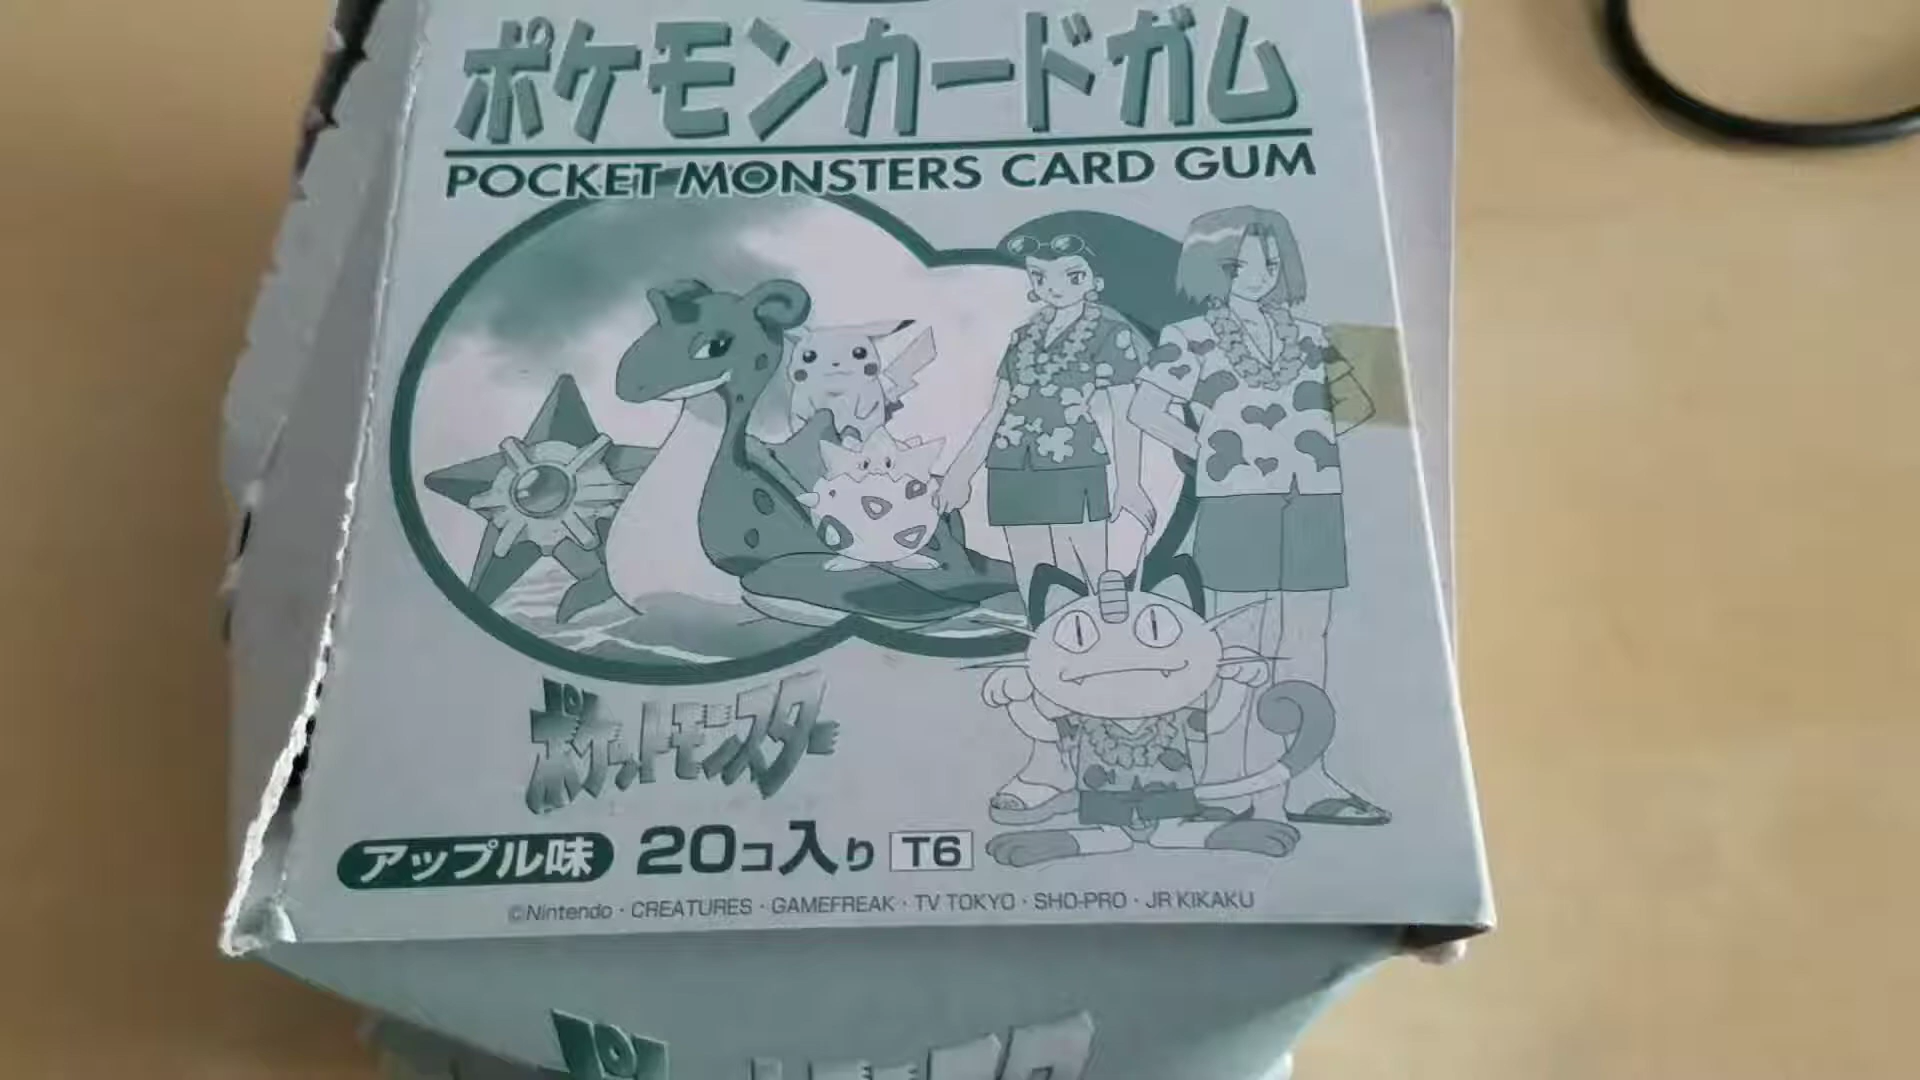 ポケモンカードガム
POCKET MONSTERS CARD GUM
ポケットモンスター
アップル味 20コ入り T6
©Nintendo・CREATURES・GAMEFREAK・TV TOKYO・SHO-PRO・JR KIKAKU